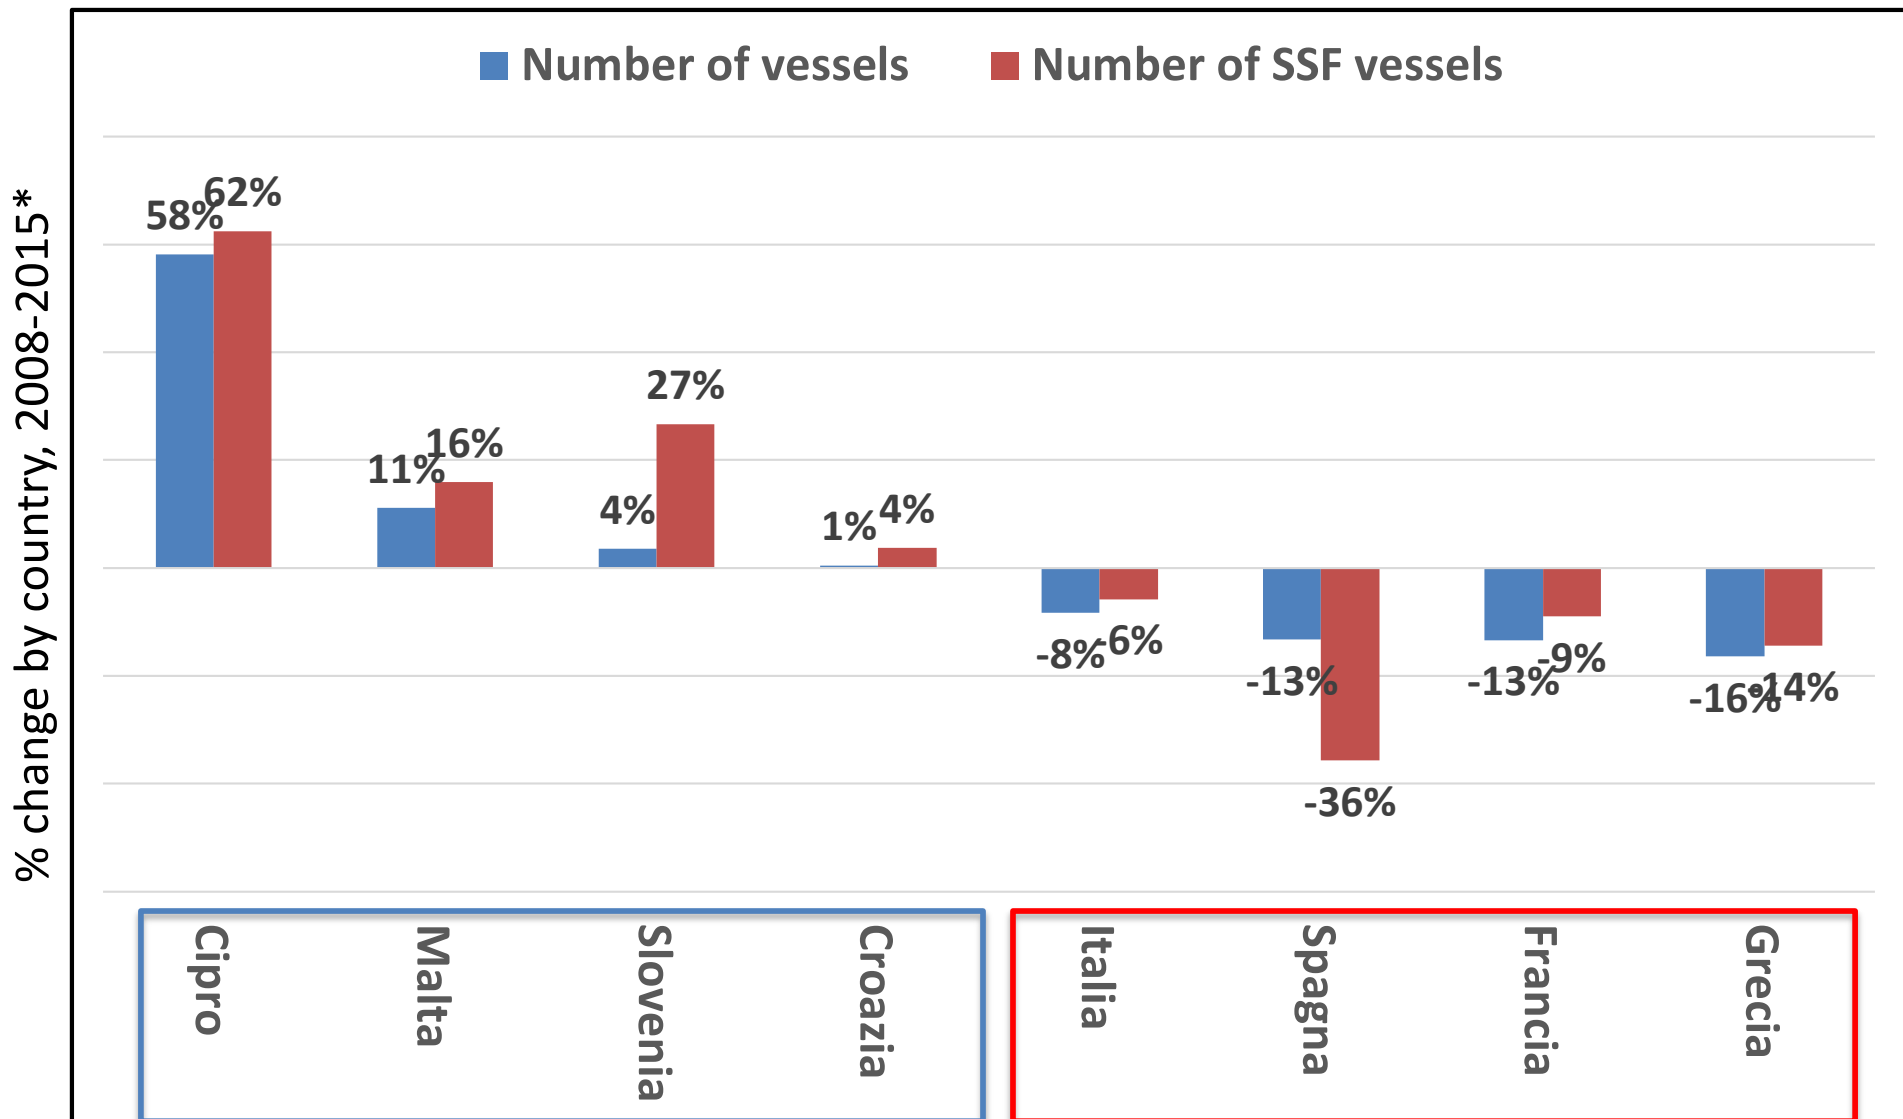 Number of vessels
Number of SSF vessels
% change by country, 2008-2015*
58%
62%
11%
16%
4%
27%
1%
4%
-8%
-6%
-13%
-36%
-13%
-9%
-16%
-14%
Cipro
Malta
Slovenia
Croazia
Italia
Spagna
Francia
Grecia